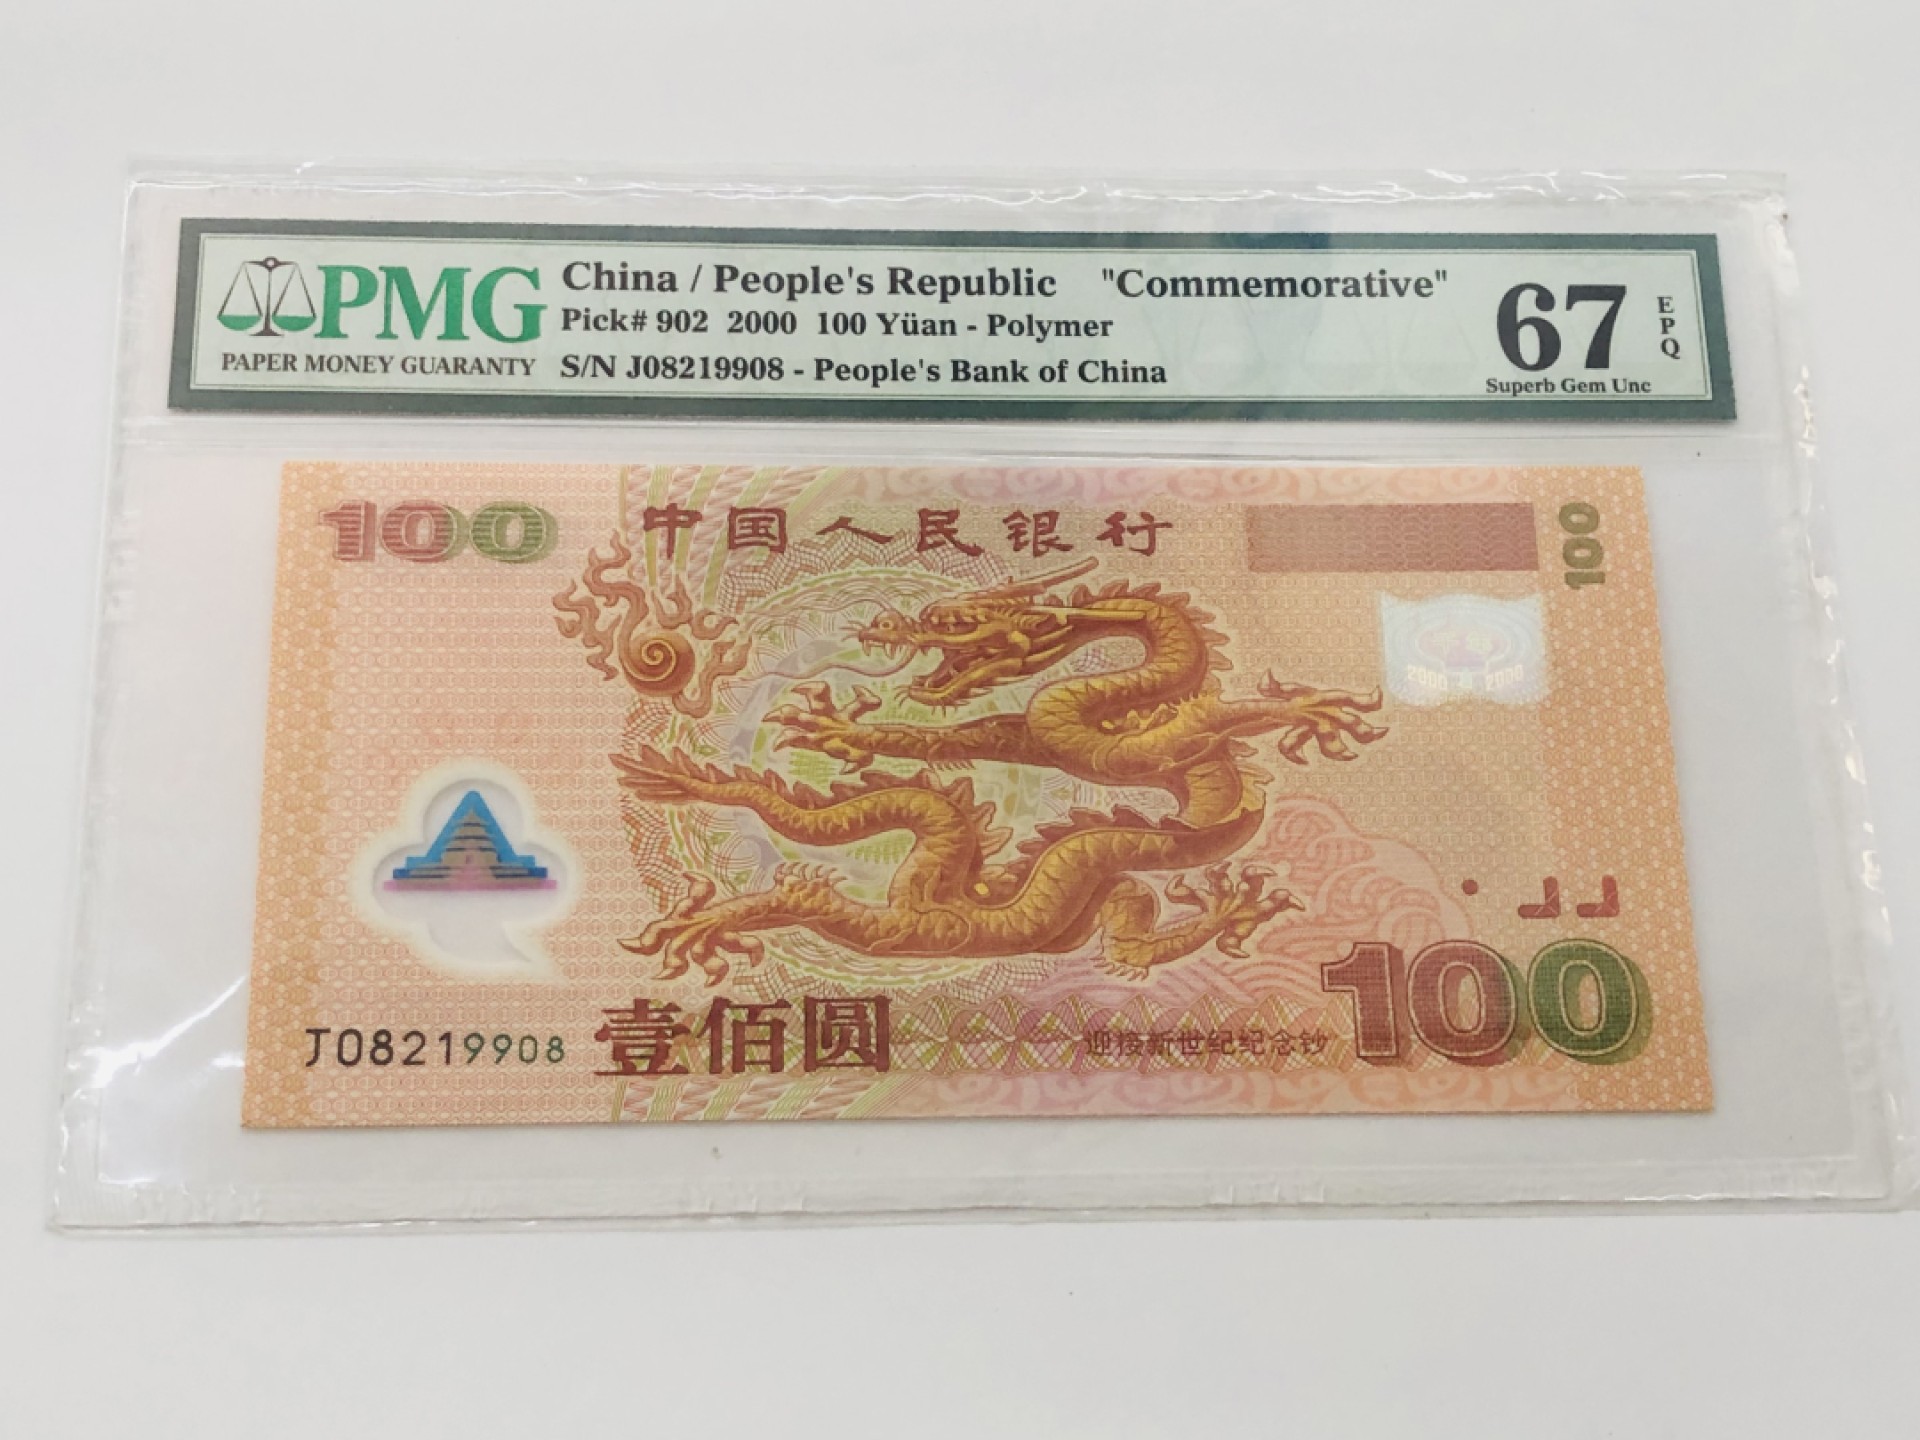 PMG
PAPER MONEY GUARANTY
China / People's Republic "Commemorative"
Pick# 902 2000 100 Yüan - Polymer
S/N J08219908 - People's Bank of China
67
EPQ
Superb Gem Unc
100
中国人民银行
100
2000 2000
J08219908
壹佰圆
迎接新世纪纪念钞
100